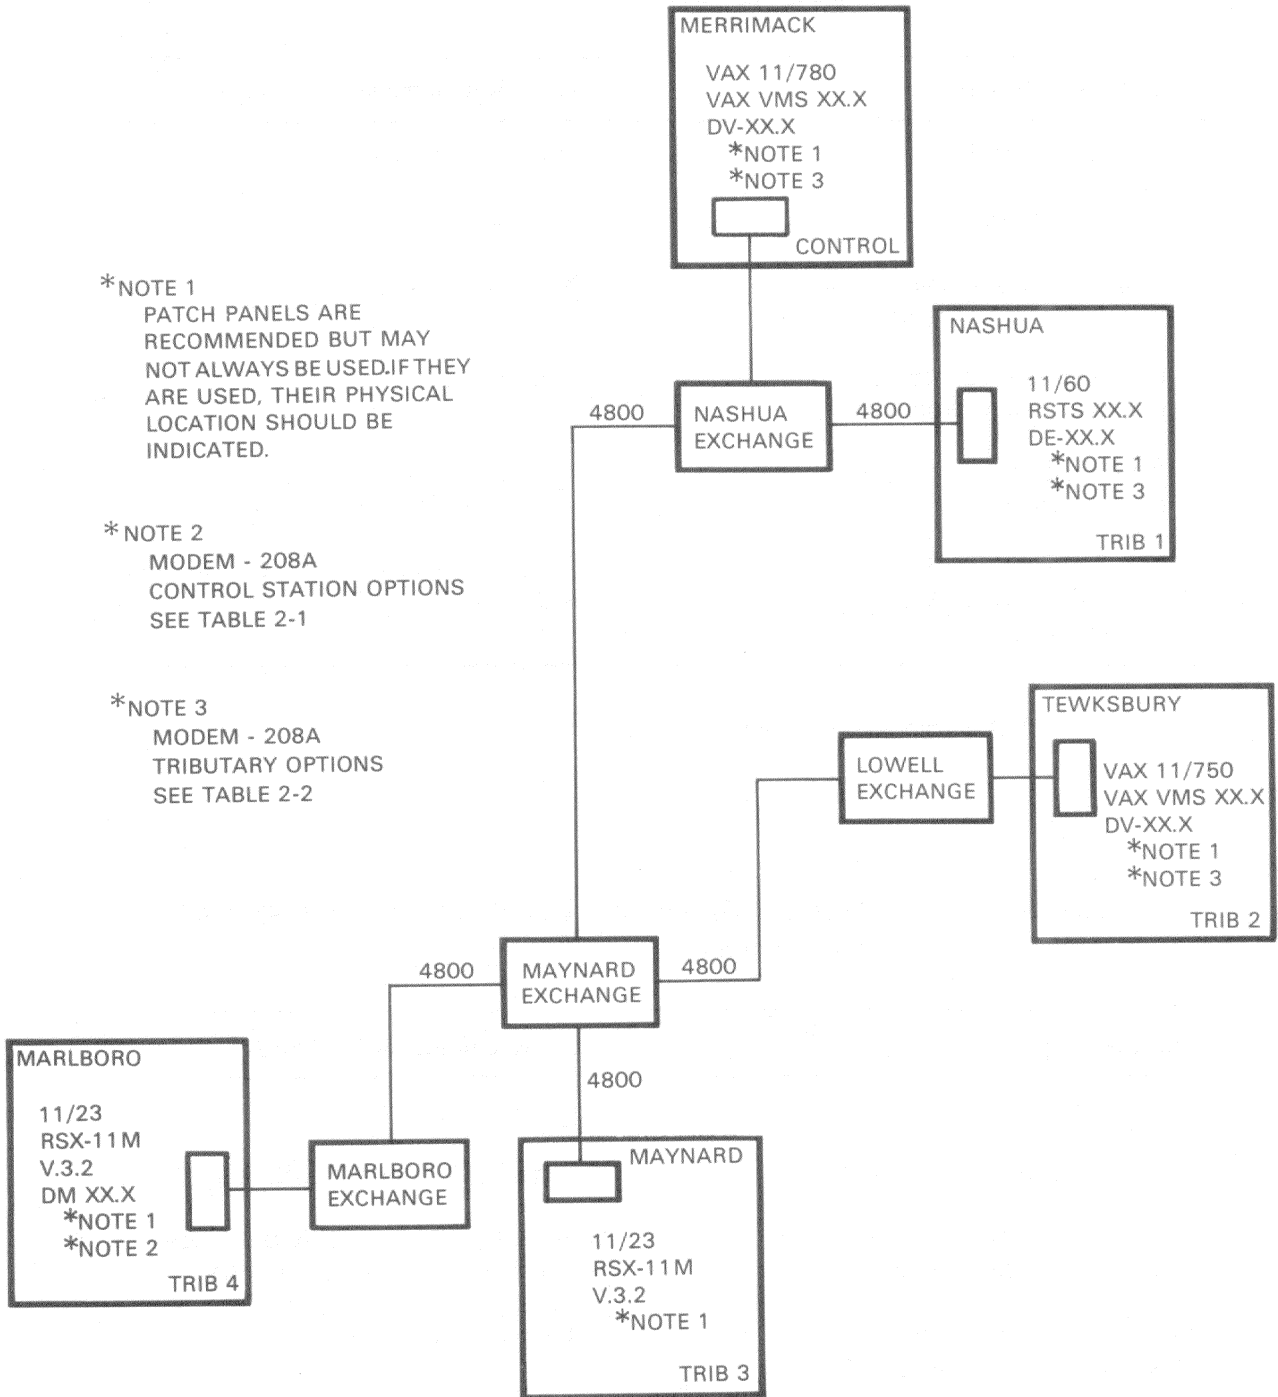 MERRIMACK
VAX 11/780
VAX VMS XX.X
DV-XX.X
*NOTE 1
*NOTE 3
CONTROL
*NOTE 1
PATCH PANELS ARE
RECOMMENDED BUT MAY
NOT ALWAYS BE USED.IF THEY
ARE USED, THEIR PHYSICAL
LOCATION SHOULD BE
INDICATED.
NASHUA
11/60
RSTS XX.X
DE-XX.X
*NOTE 1
*NOTE 3
TRIB 1
4800
NASHUA
EXCHANGE
4800
*NOTE 2
MODEM - 208A
CONTROL STATION OPTIONS
SEE TABLE 2-1
*NOTE 3
MODEM - 208A
TRIBUTARY OPTIONS
SEE TABLE 2-2
TEWKSBURY
VAX 11/750
VAX VMS XX.X
DV-XX.X
*NOTE 1
*NOTE 3
TRIB 2
LOWELL
EXCHANGE
4800
MAYNARD
EXCHANGE
4800
4800
MARLBORO
11/23
RSX-11M
V.3.2
DM XX.X
*NOTE 1
*NOTE 2
TRIB 4
MARLBORO
EXCHANGE
MAYNARD
11/23
RSX-11M
V.3.2
*NOTE 1
TRIB 3